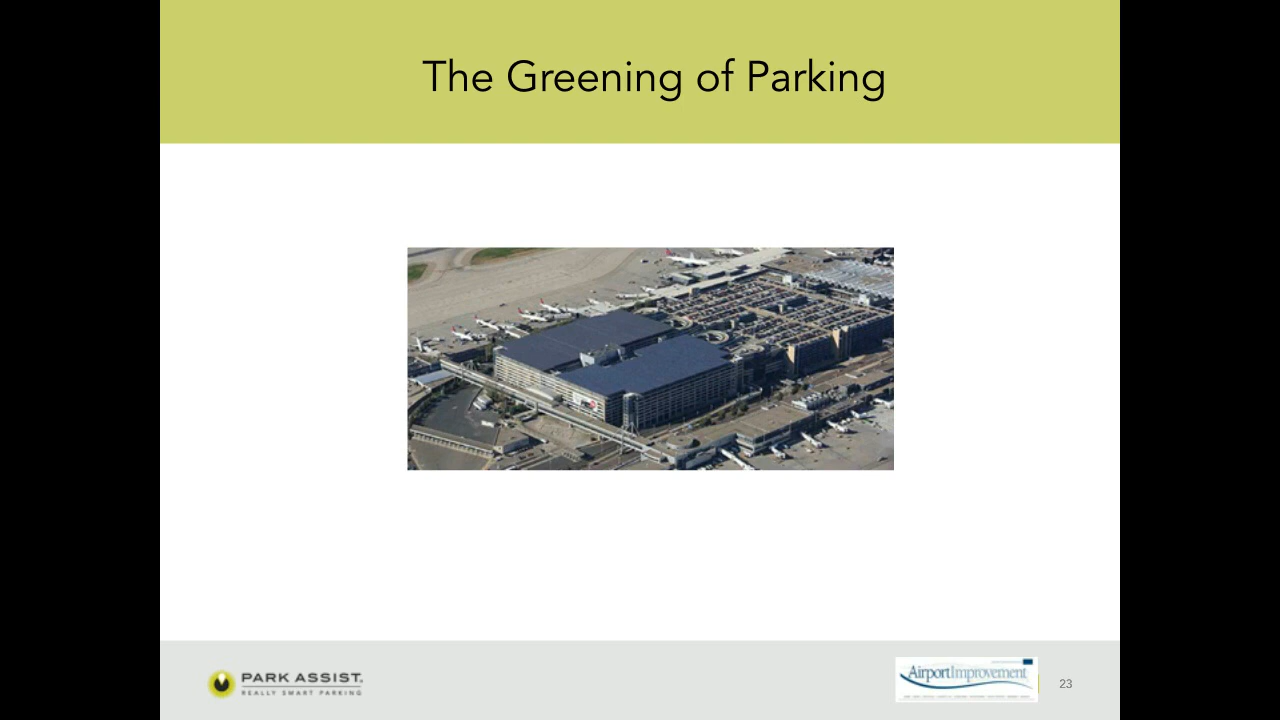 The Greening of Parking
PARK ASSIST.
REALLY SMART PARKING
AirportImprovement
23